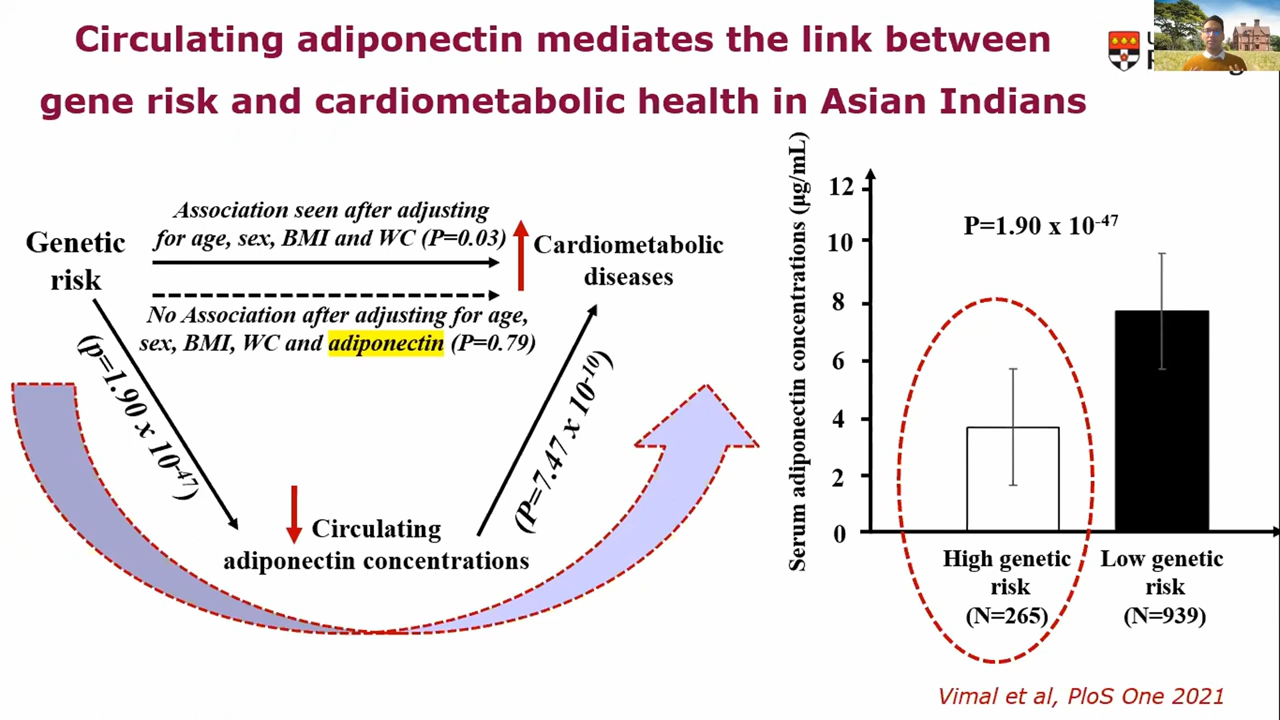 Circulating adiponectin mediates the link between
gene risk and cardiometabolic health in Asian Indians
Association seen after adjusting
for age, sex, BMI and WC (P=0.03)
Genetic
risk
Cardiometabolic
diseases
No Association after adjusting for age,
sex, BMI, WC and adiponectin (P=0.79)
(p=1.90 x 10-47)
(P=7.47 x 10-10)
Circulating
adiponectin concentrations
Serum adiponectin concentrations (µg/mL)
12
10
8
6
4
2
0
P=1.90 x 10-47
High genetic
risk
(N=265)
Low genetic
risk
(N=939)
Vimal et al, PloS One 2021